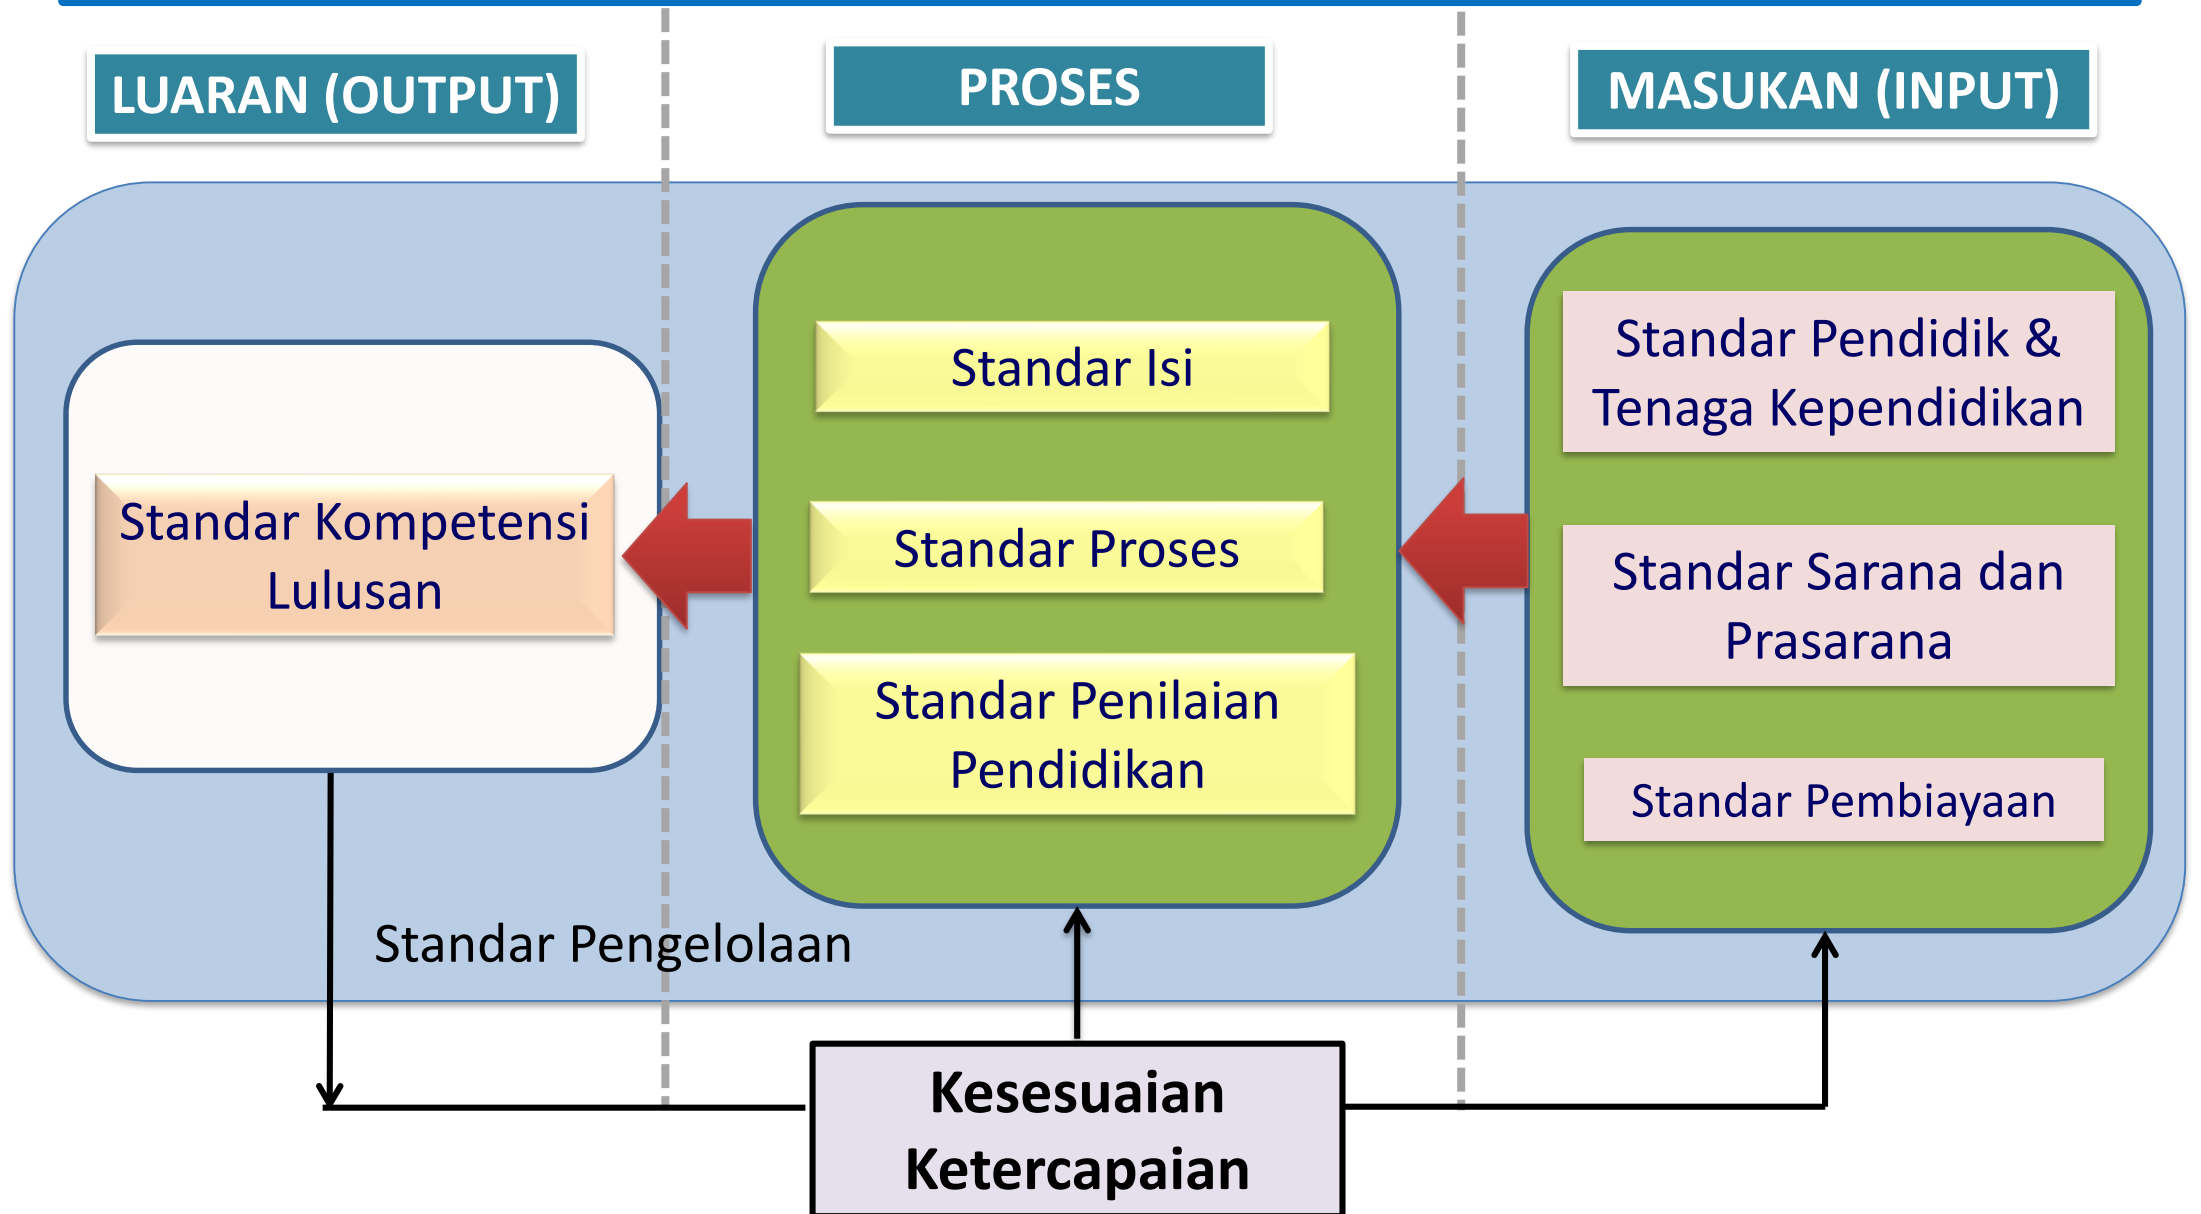 LUARAN (OUTPUT)
PROSES
MASUKAN (INPUT)
Standar Kompetensi
Lulusan
Standar Isi
Standar Proses
Standar Penilaian
Pendidikan
Standar Pendidik &
Tenaga Kependidikan
Standar Sarana dan
Prasarana
Standar Pembiayaan
Standar Pengelolaan
Kesesuaian
Ketercapaian